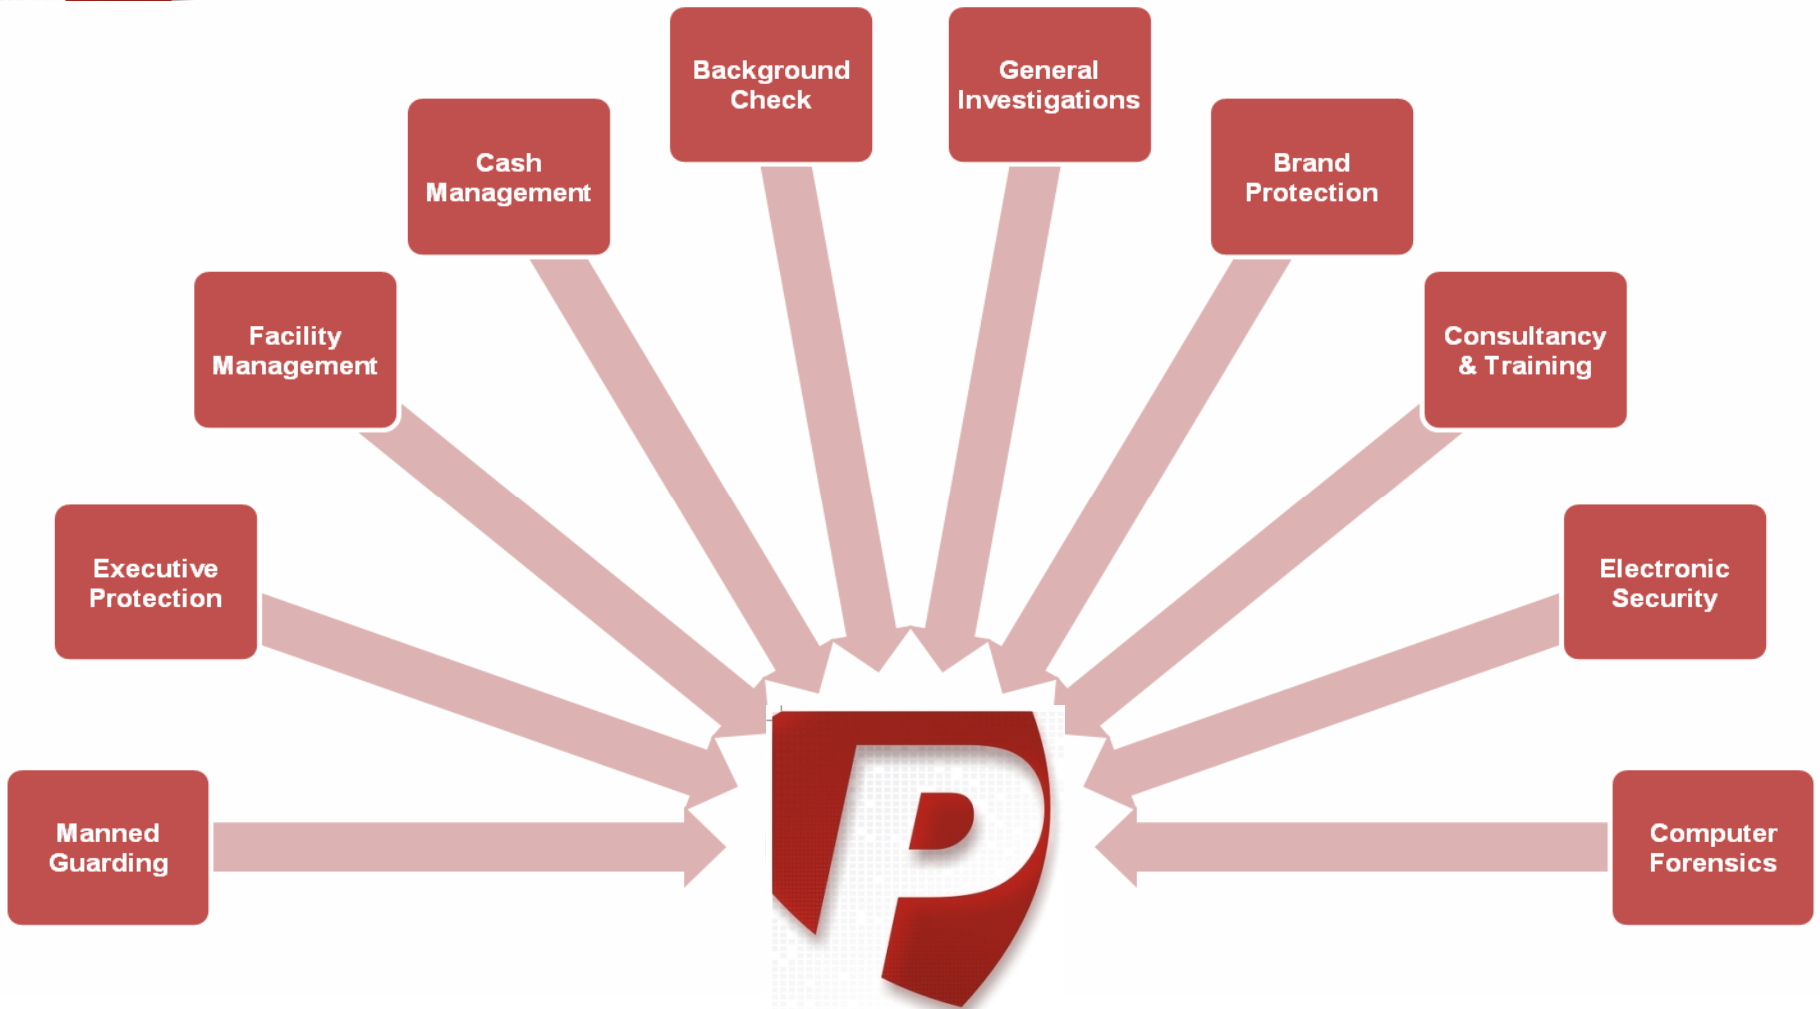 Background
Check
General
Investigations
Cash
Management
Brand
Protection
Facility
Management
Consultancy
& Training
Executive
Protection
Electronic
Security
Manned
Guarding
Computer
Forensics
P